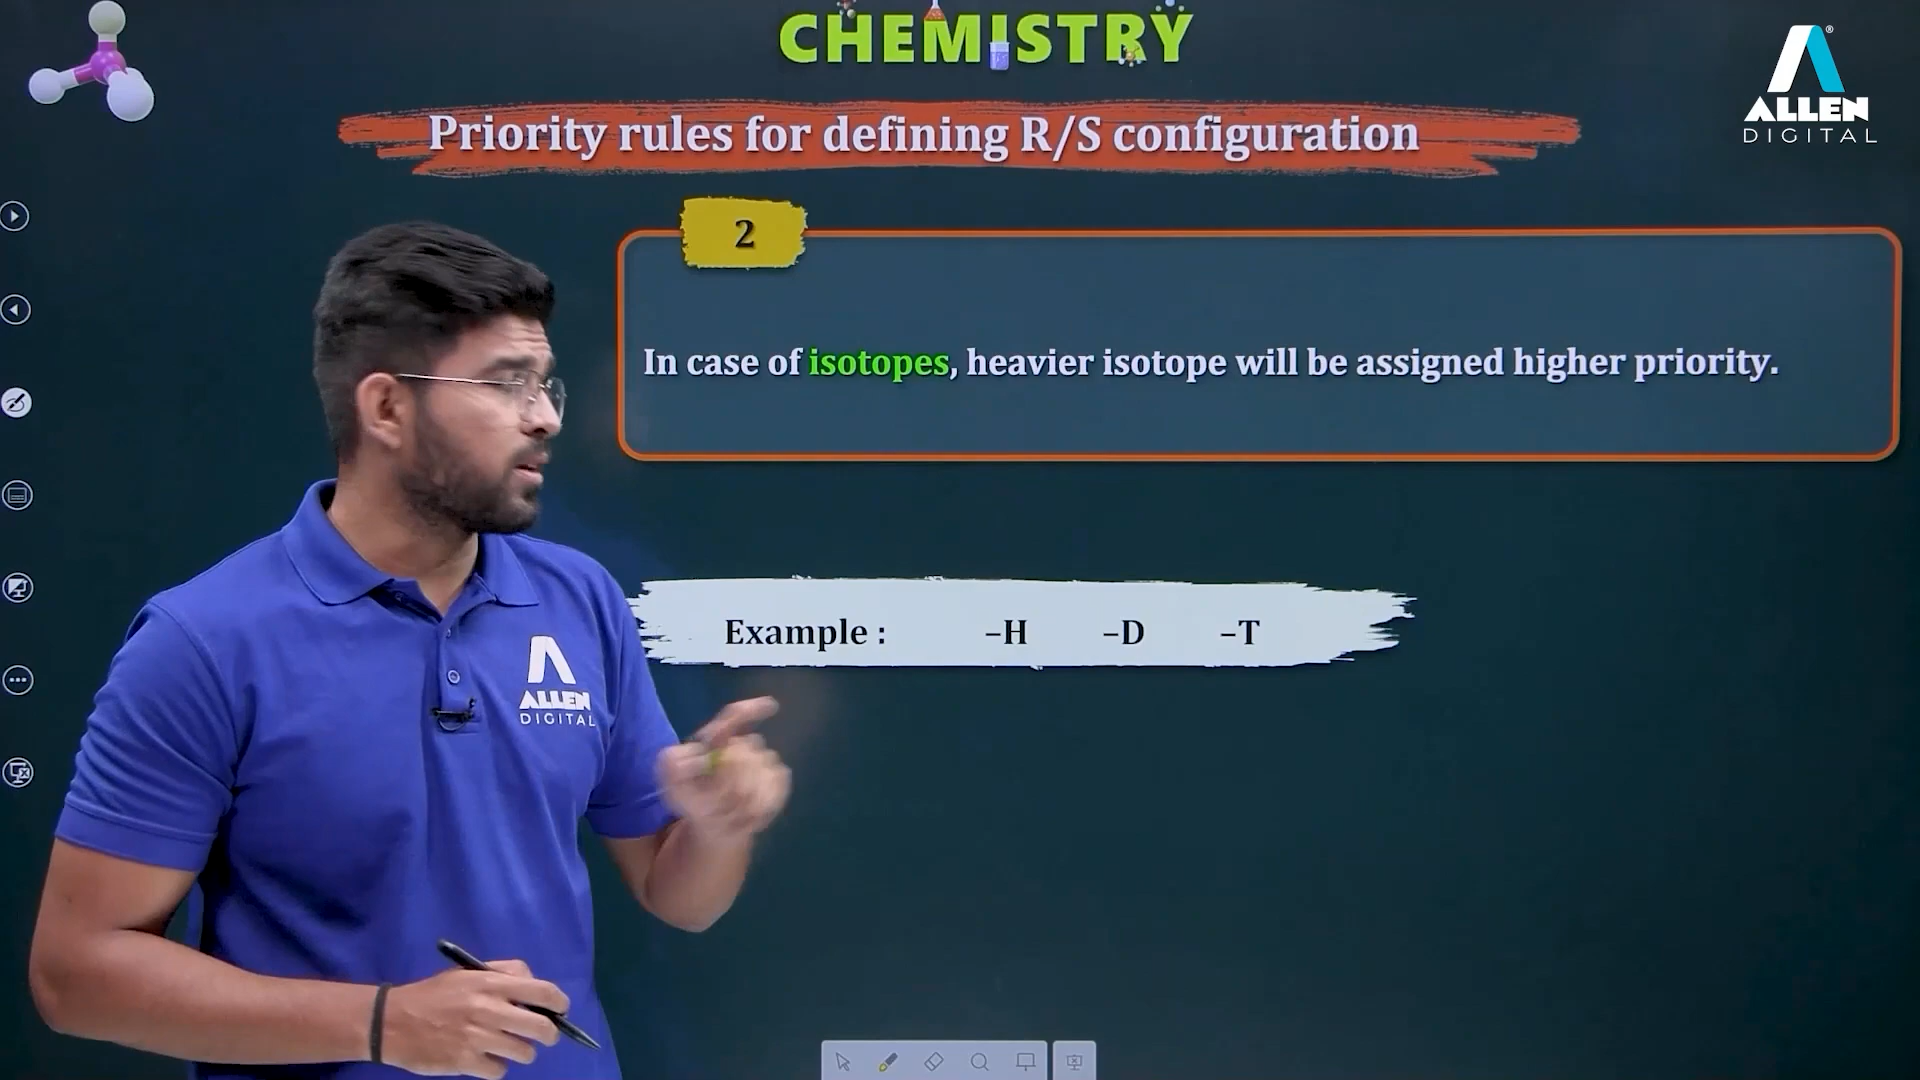 CHEMISTRY
ALLEN
DIGITAL
Priority rules for defining R/S configuration
2
In case of isotopes, heavier isotope will be assigned higher priority.
Example : –H –D –T
ALLEN
DIGITAL